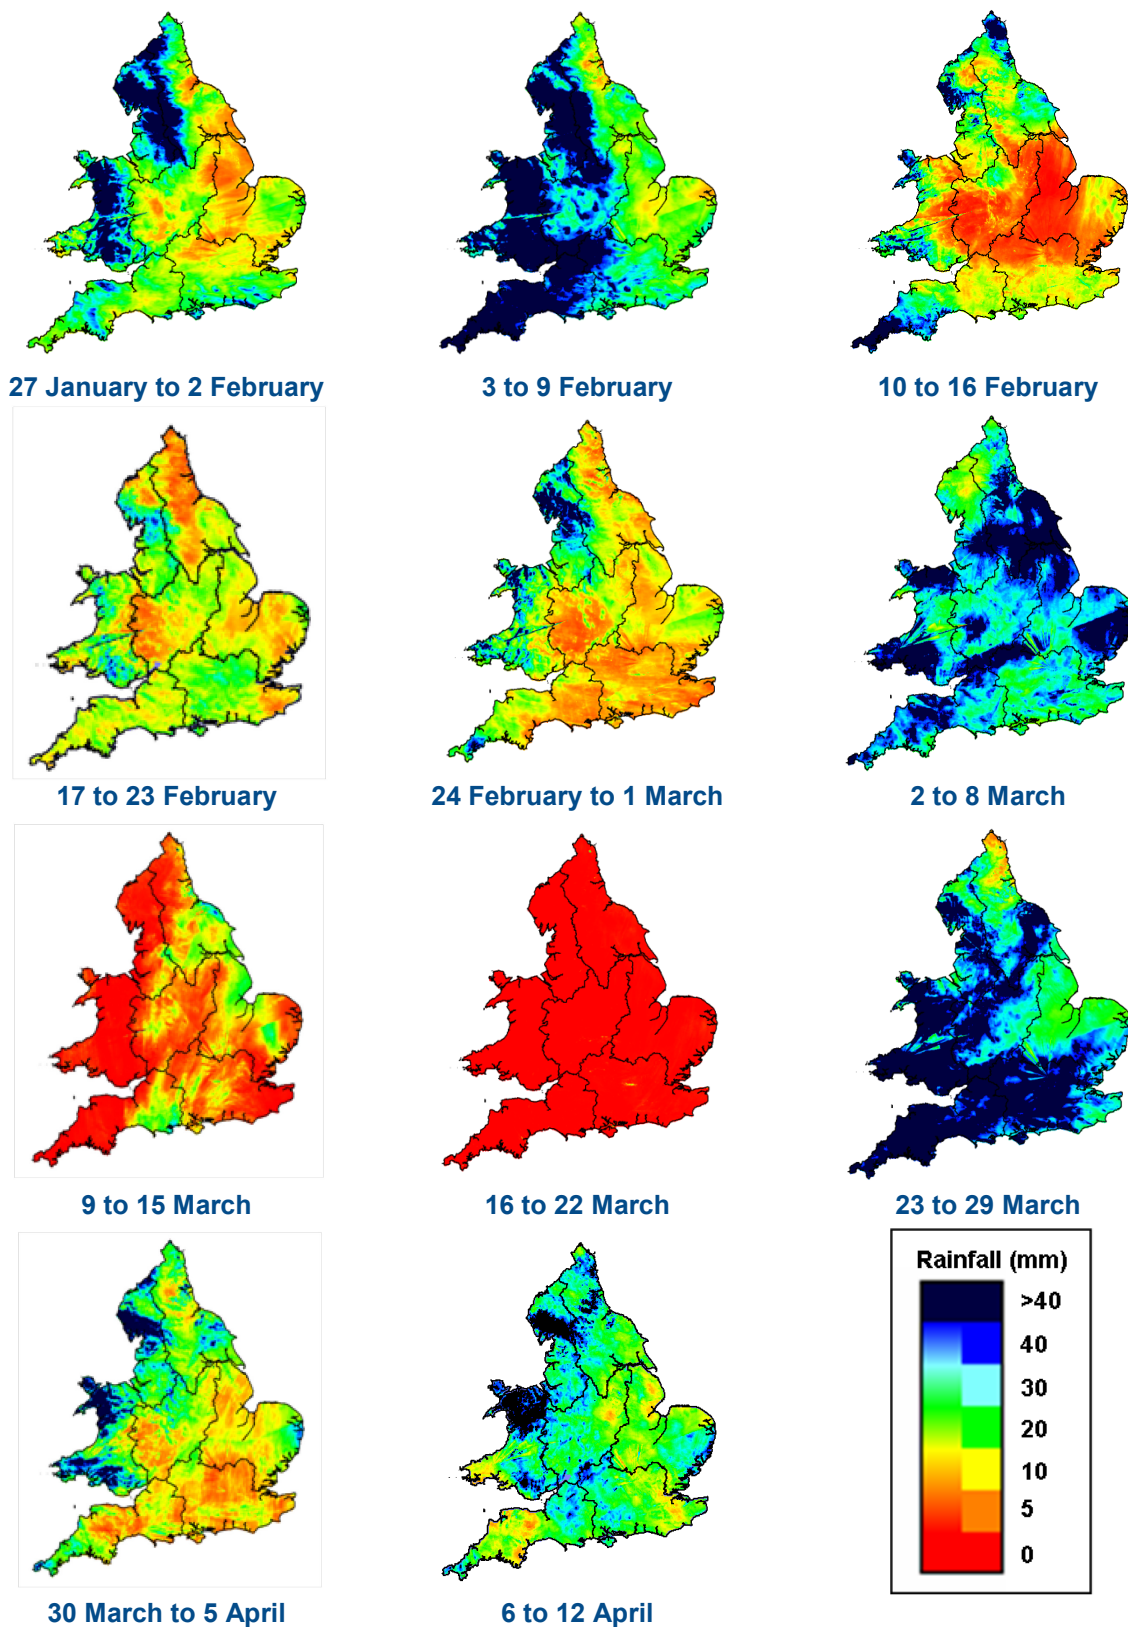 27 January to 2 February
3 to 9 February
10 to 16 February
17 to 23 February
24 February to 1 March
2 to 8 March
9 to 15 March
16 to 22 March
23 to 29 March
Rainfall (mm)
>40
40
30
20
10
5
0
30 March to 5 April
6 to 12 April